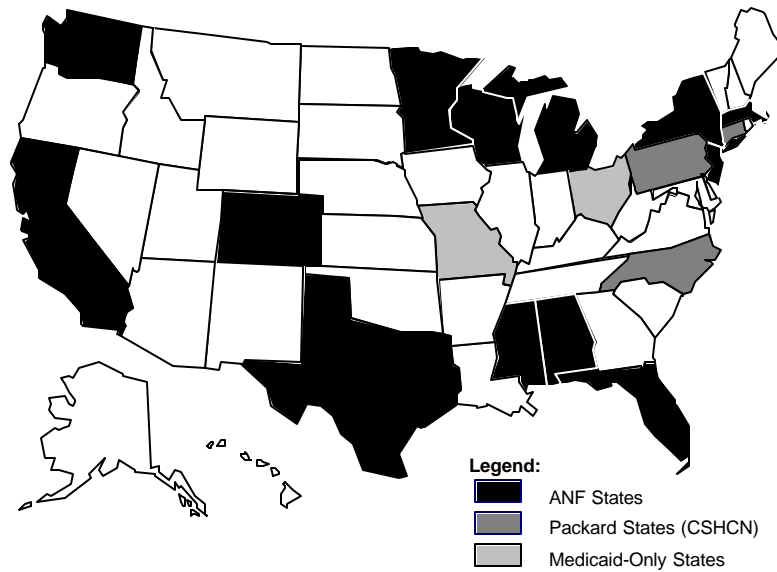 Legend:
ANF States
Packard States (CSHCN)
Medicaid-Only States